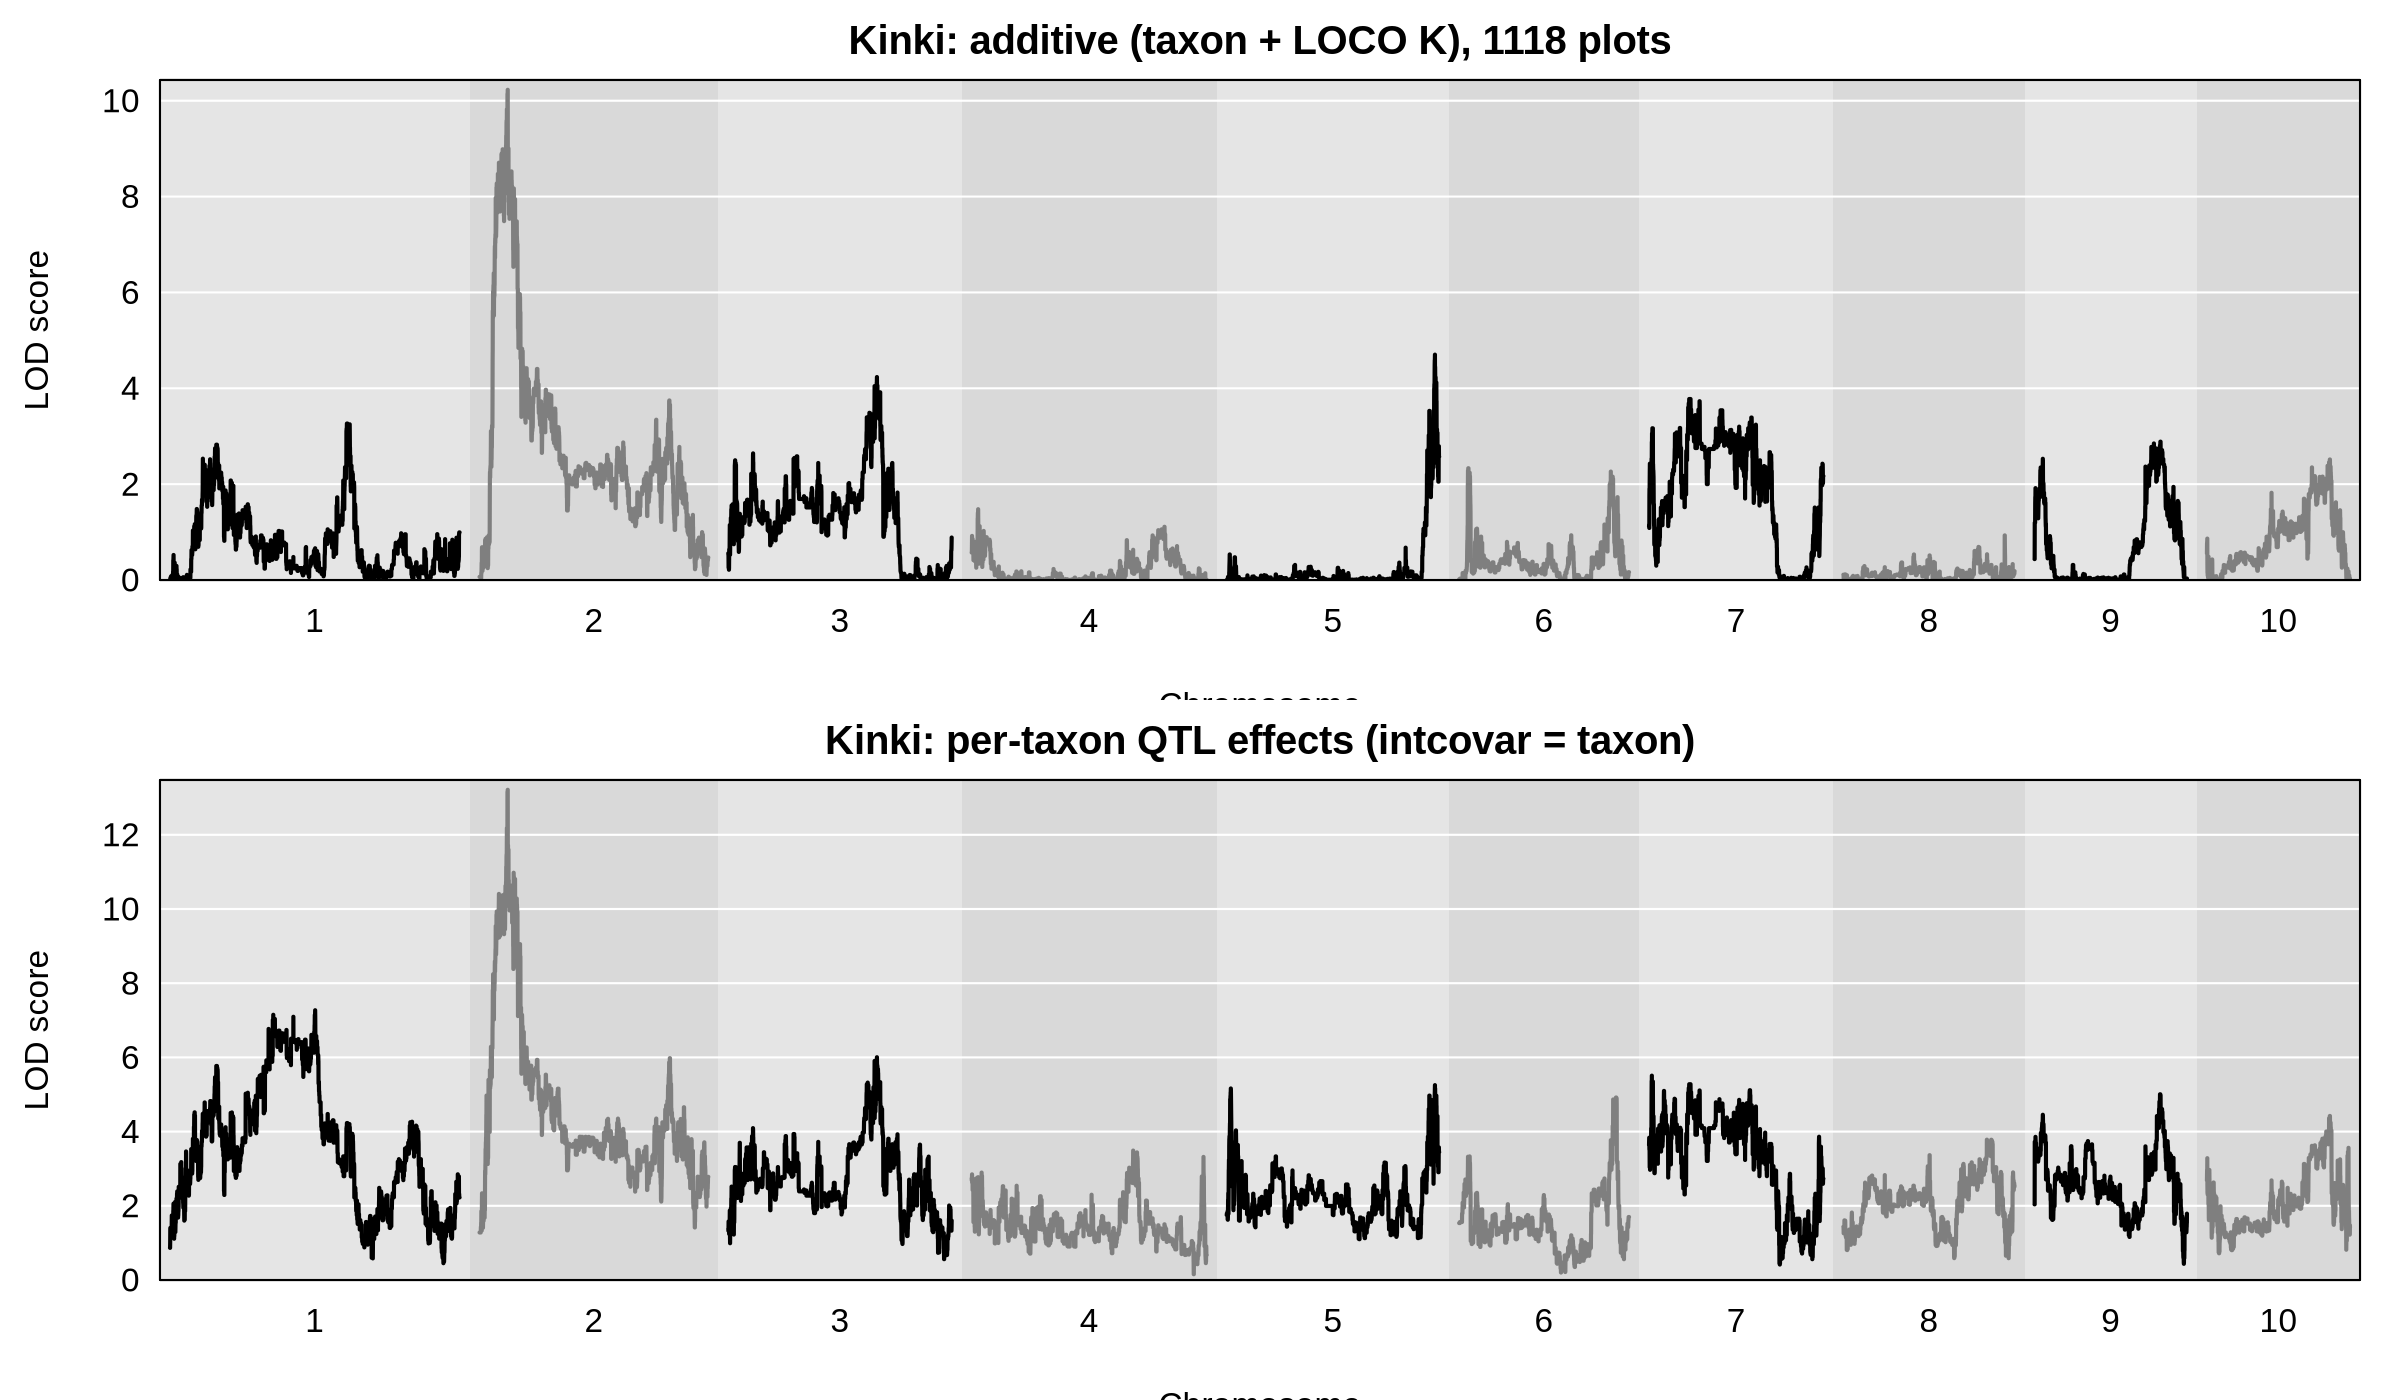 Kinki: additive (taxon + LOCO K), 1118 plots
10
8
6
4
2
0
LOD score
1 2 3 4 5 6 7 8 9 10
Chromosome
Kinki: per-taxon QTL effects (intcovar = taxon)
12
10
8
6
4
2
0
LOD score
1 2 3 4 5 6 7 8 9 10
Chromosome